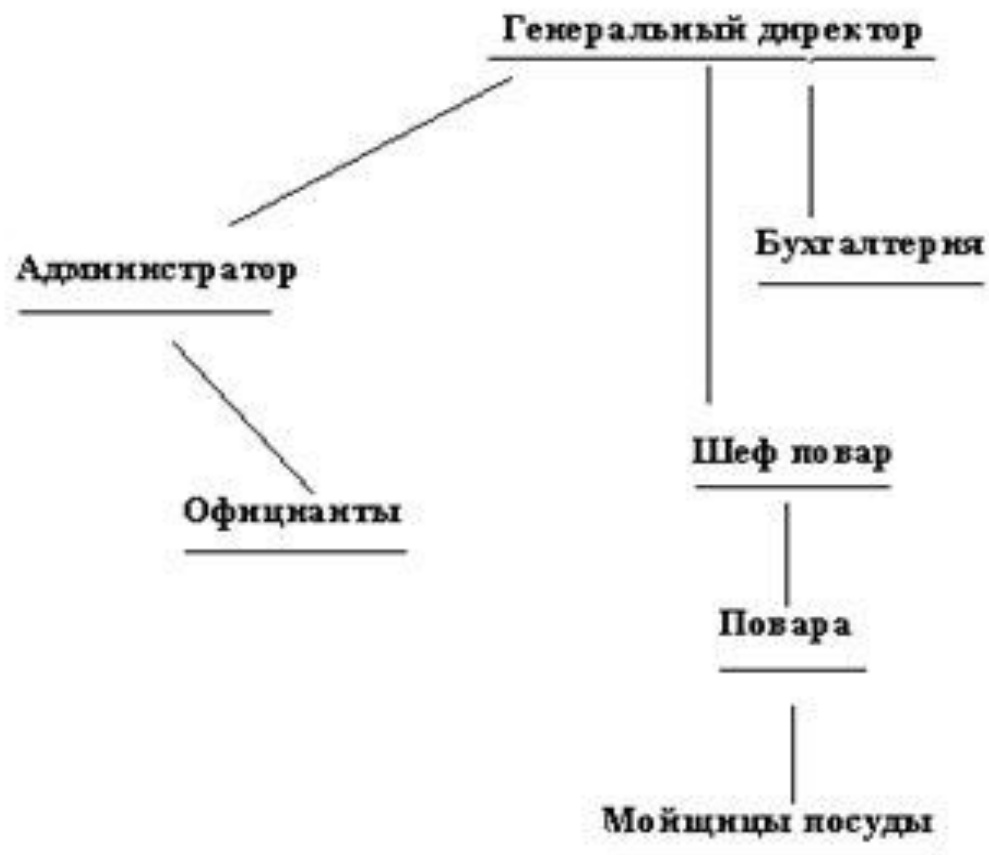 Генеральный директор
Бухгалтерия
Администратор
Шеф повар
Официанты
Повара
Мойщицы посуды